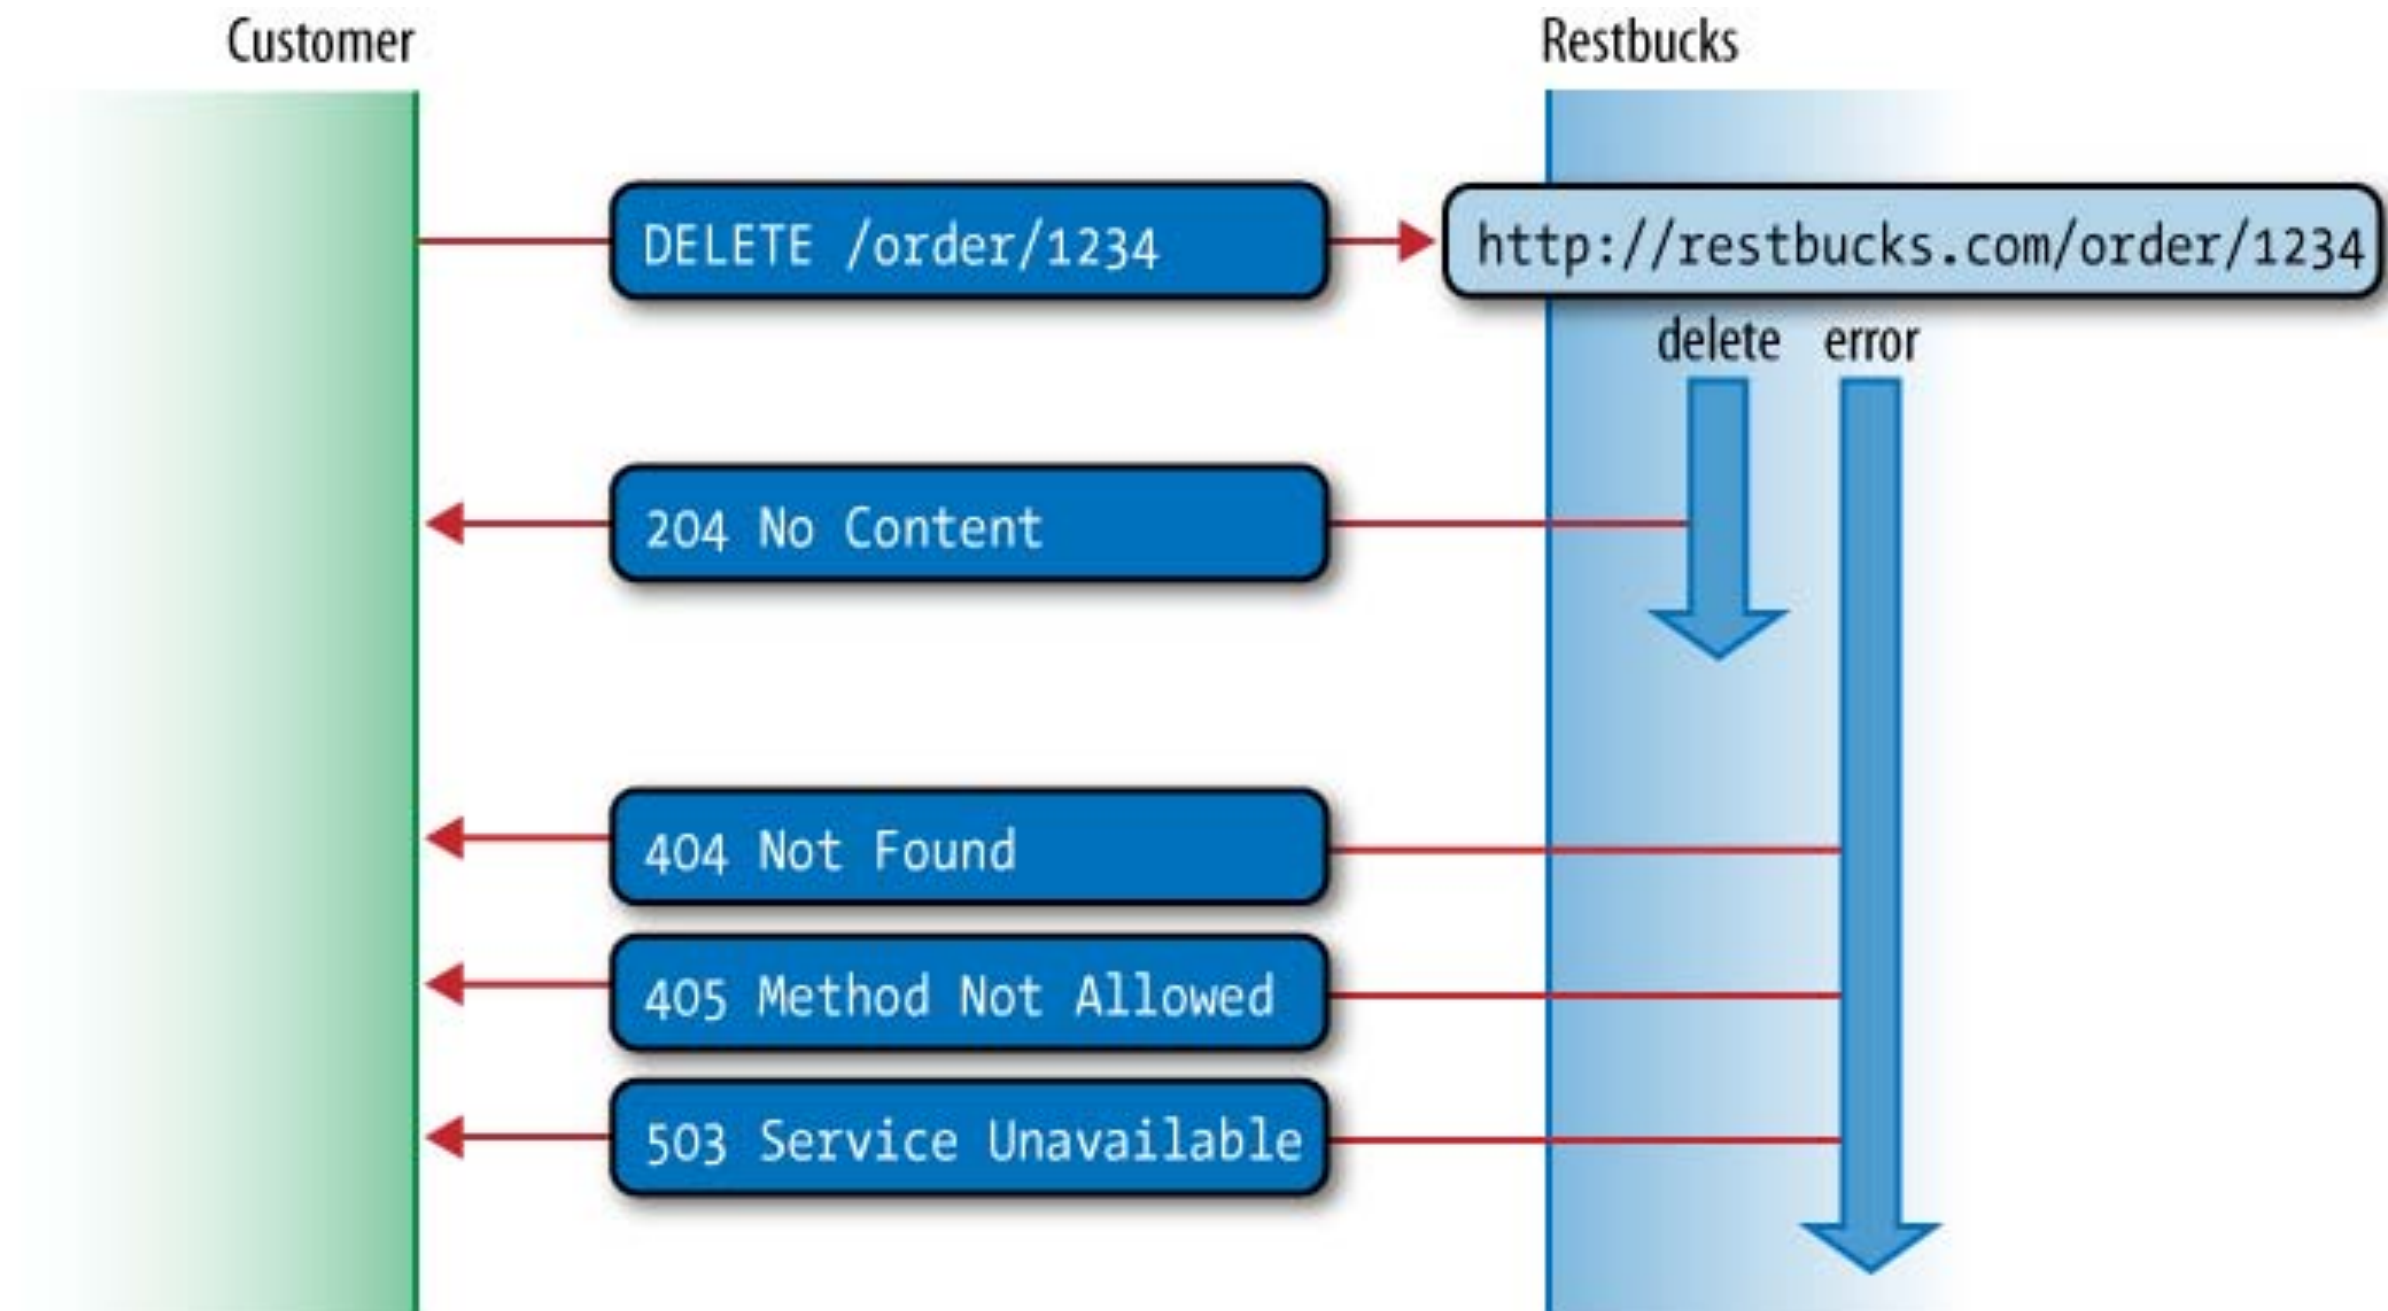 Customer
Restbucks
DELETE /order/1234
http://restbucks.com/order/1234
delete error
204 No Content
404 Not Found
405 Method Not Allowed
503 Service Unavailable